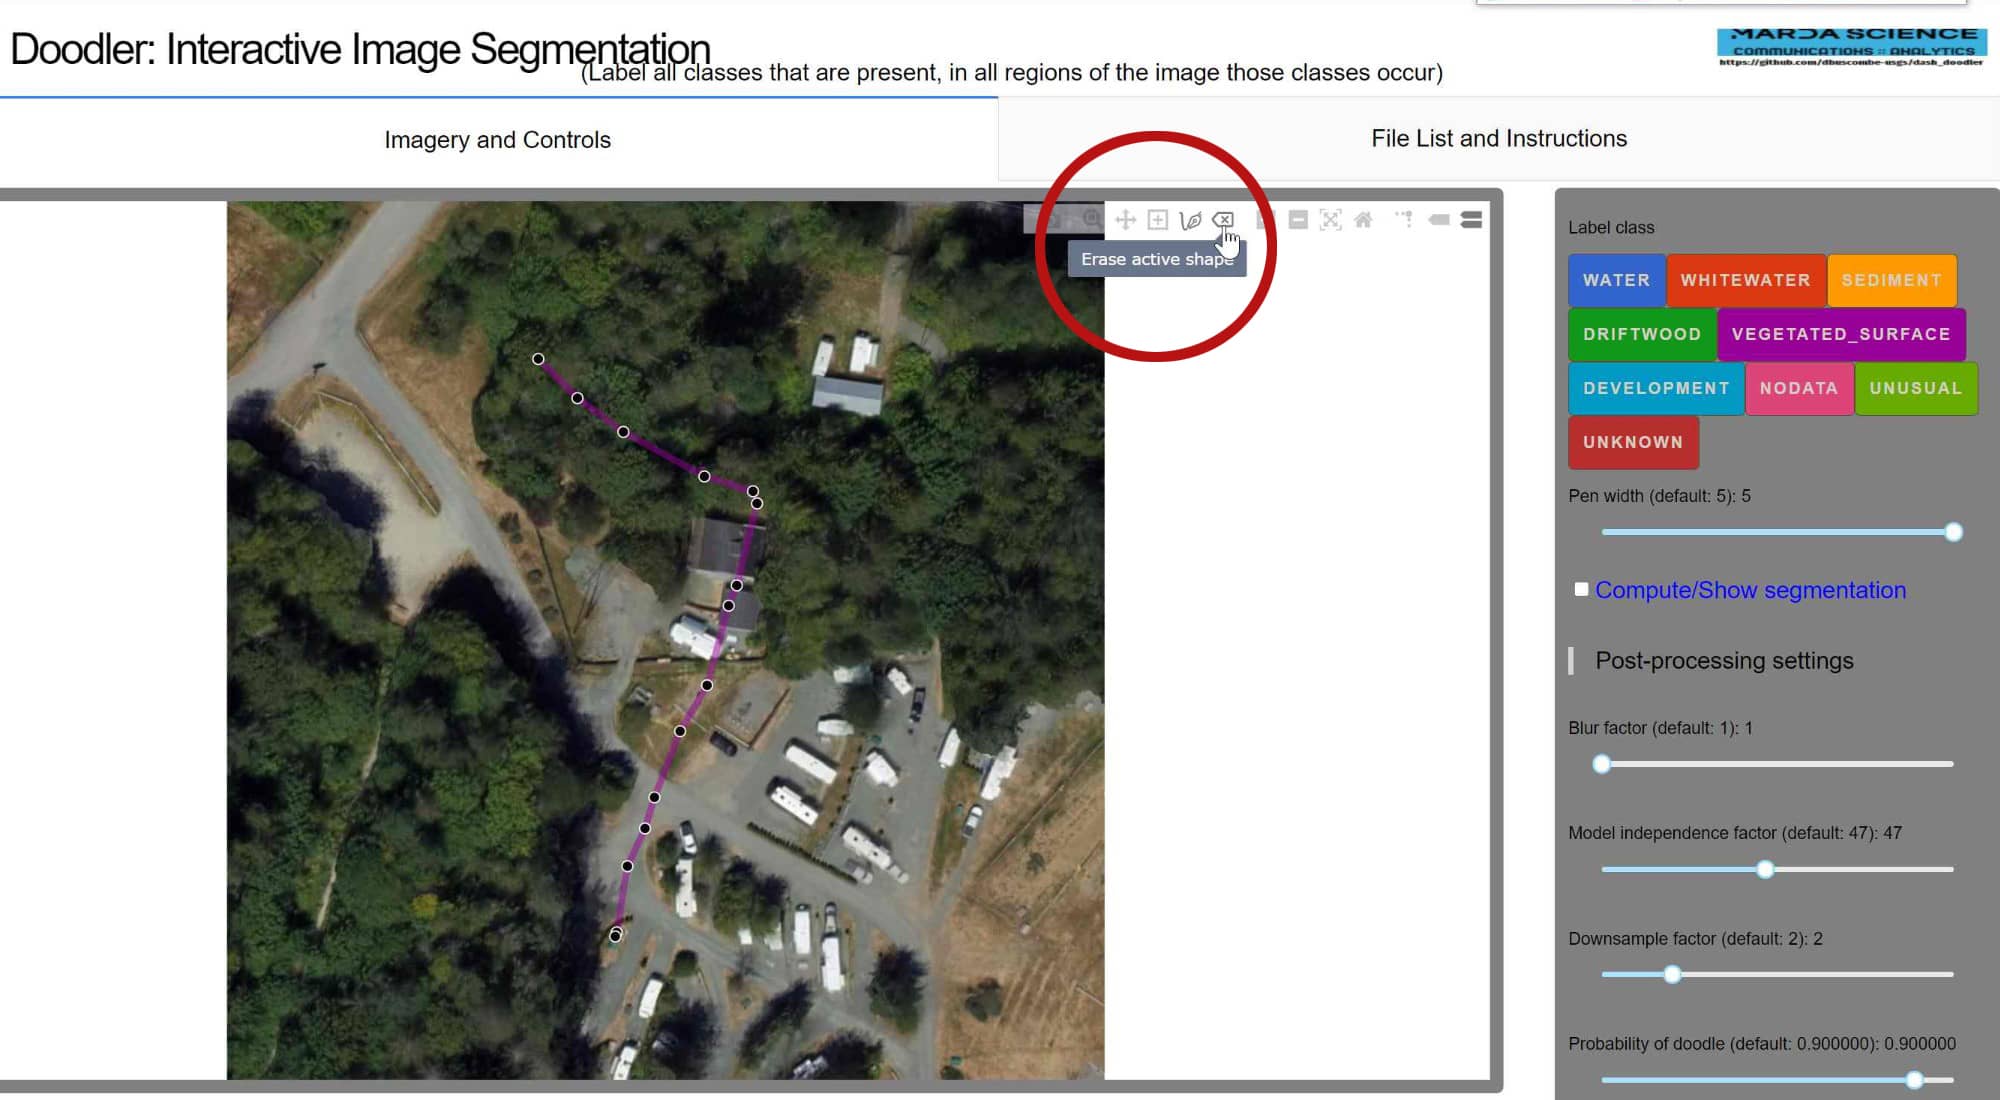 Doodler: Interactive Image Segmentation
(Label all classes that are present, in all regions of the image those classes occur)
MARDA SCIENCE
COMMUNICATIONS :: ANALYTICS
https://github.com/dbuscombe-usgs/dash_doodler
Imagery and Controls
File List and Instructions
Erase active shape
Label class
WATER
WHITEWATER
SEDIMENT
DRIFTWOOD
VEGETATED_SURFACE
DEVELOPMENT
NODATA
UNUSUAL
UNKNOWN
Pen width (default: 5): 5
Compute/Show segmentation
Post-processing settings
Blur factor (default: 1): 1
Model independence factor (default: 47): 47
Downsample factor (default: 2): 2
Probability of doodle (default: 0.900000): 0.900000